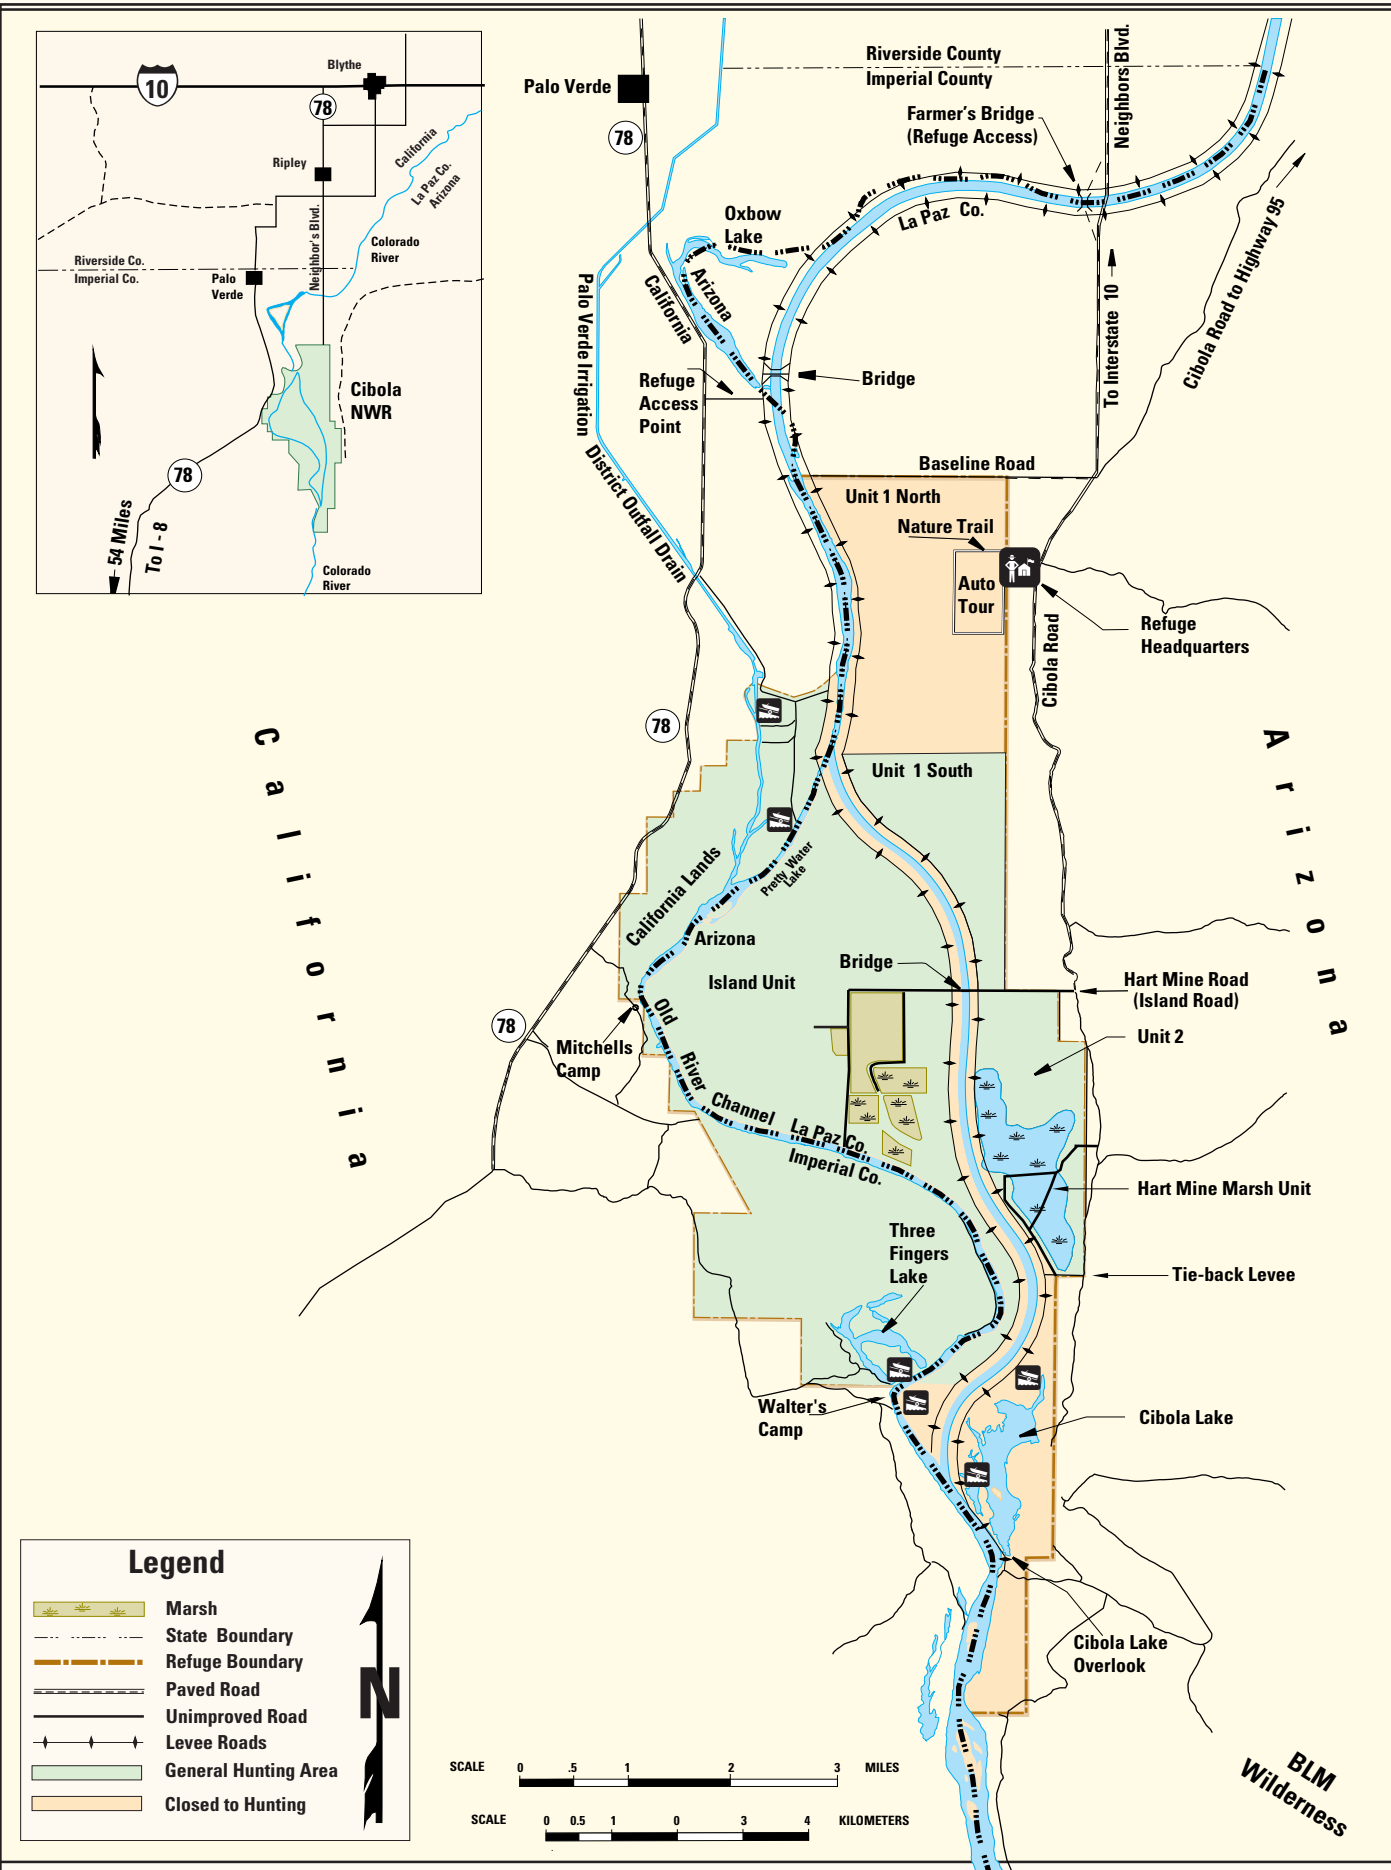 10
Blythe
78
Ripley
California
La Paz Co.
Arizona
Neighbor's Blvd.
Colorado
River
Riverside Co.
Imperial Co.
Palo
Verde
Cibola
NWR
78
54 Miles
To I - 8
Colorado
River
Palo Verde
78
Riverside County
Imperial County
Neighbors Blvd.
Farmer's Bridge
(Refuge Access)
La Paz Co.
Oxbow
Lake
Arizona
California
Palo Verde Irrigation
District Outfall Drain
Refuge
Access
Point
Bridge
To Interstate 10
Cibola Road to Highway 95
Baseline Road
Unit 1 North
Nature Trail
Auto
Tour
Refuge
Headquarters
Cibola Road
78
Unit 1 South
California
Arizona
California Lands
Pretty Water
Lake
Arizona
Island Unit
Bridge
Hart Mine Road
(Island Road)
Unit 2
78
Mitchells
Camp
Old
River
Channel
La Paz Co.
Imperial Co.
Hart Mine Marsh Unit
Three
Fingers
Lake
Tie-back Levee
Walter's
Camp
Cibola Lake
Cibola Lake
Overlook
BLM
Wilderness
Legend
Marsh
State Boundary
Refuge Boundary
Paved Road
Unimproved Road
Levee Roads
General Hunting Area
Closed to Hunting
N
SCALE 0 .5 1 2 3 MILES
SCALE 0 0.5 1 0 3 4 KILOMETERS